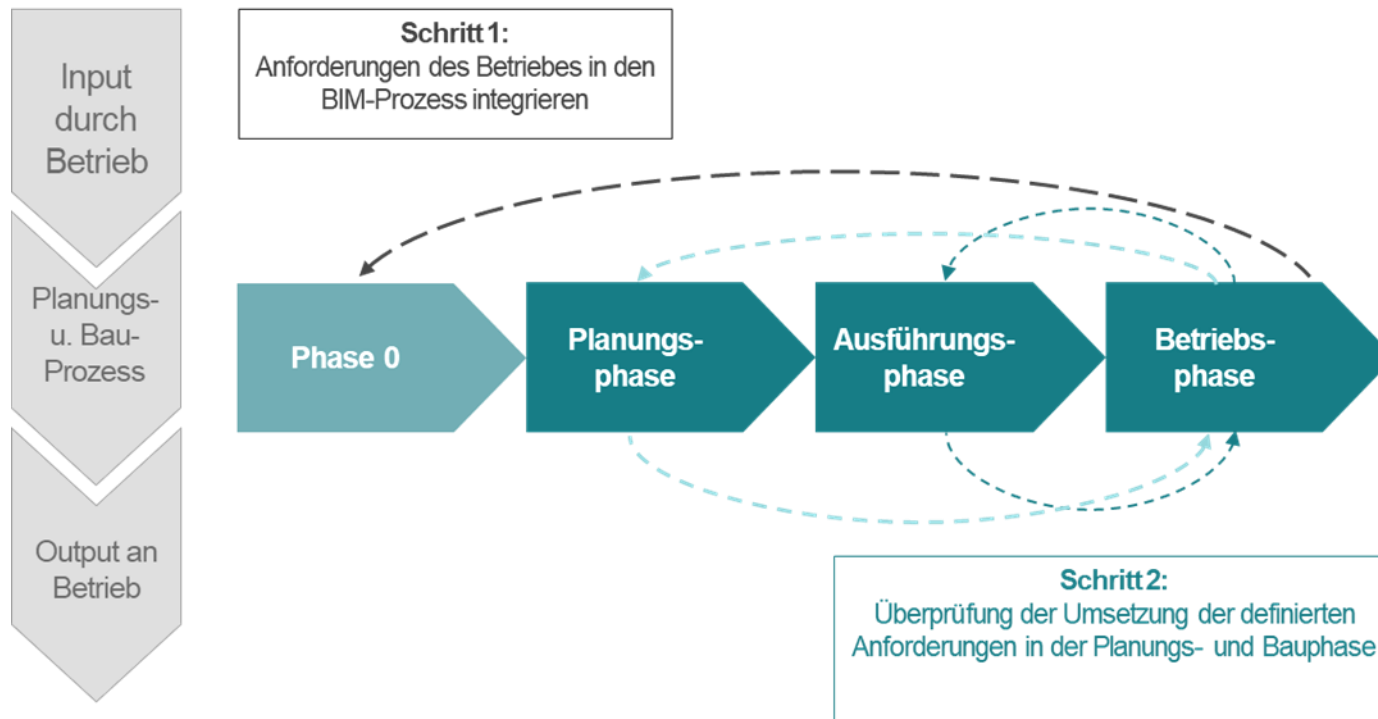 Input
durch
Betrieb
Planungs-
u. Bau-
Prozess
Output an
Betrieb
Schritt 1:
Anforderungen des Betriebes in den
BIM-Prozess integrieren
Phase 0
Planungs-
phase
Ausführungs-
phase
Betriebs-
phase
Schritt 2:
Überprüfung der Umsetzung der definierten
Anforderungen in der Planungs- und Bauphase